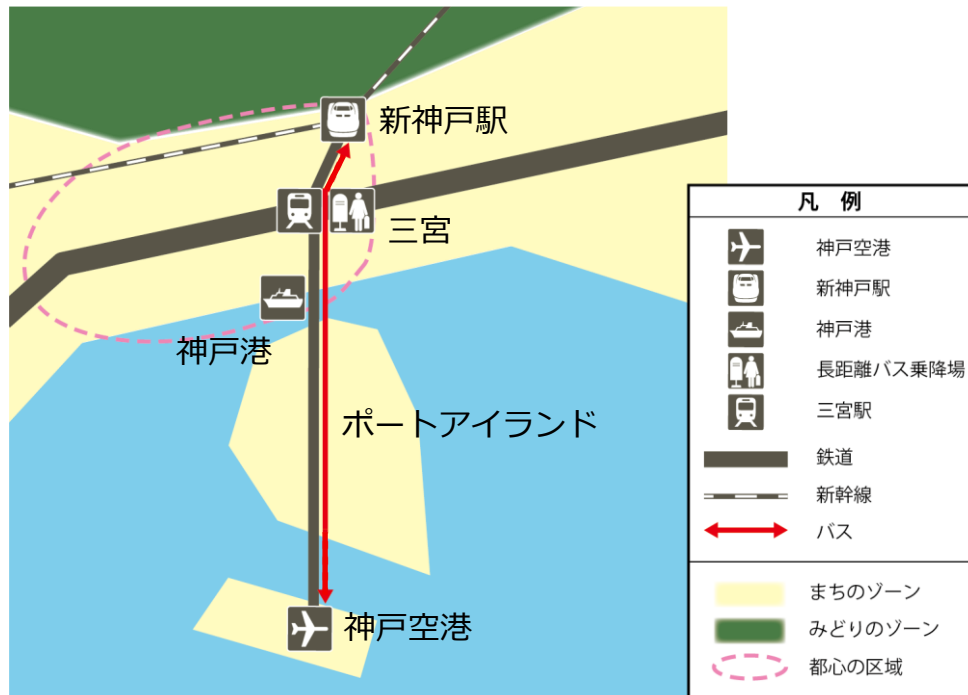 新神戸駅
三宮
神戸港
ポートアイランド
神戸空港
凡 例
神戸空港
新神戸駅
神戸港
長距離バス乗降場
三宮駅
鉄道
新幹線
バス
まちのゾーン
みどりのゾーン
都心の区域